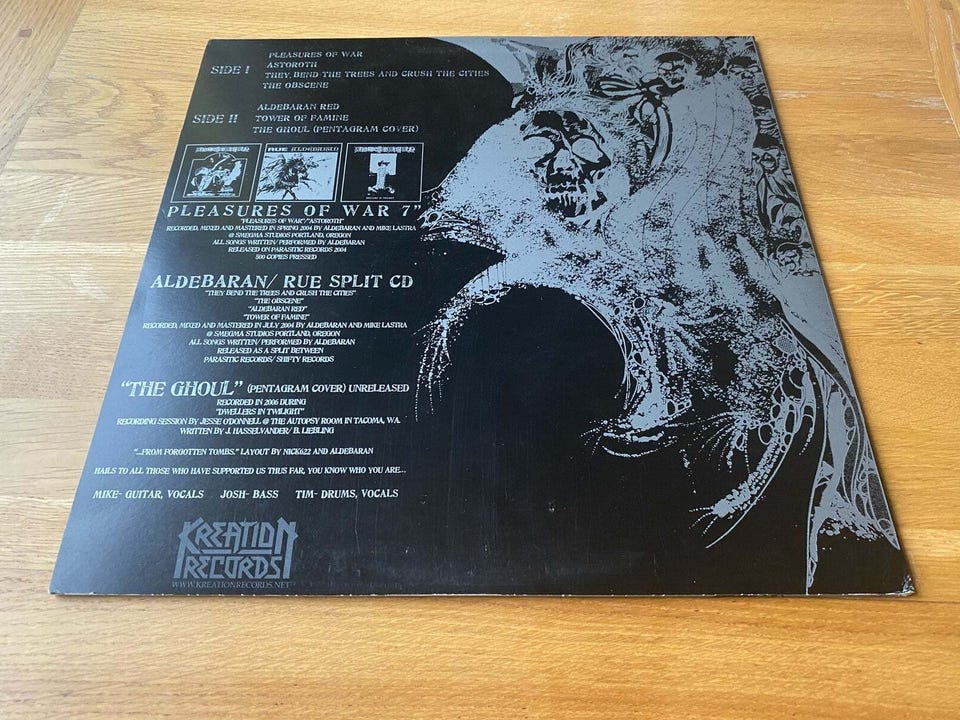 SIDE I
PLEASURES OF WAR
ASTOROTH
THEY, BEND THE TREES AND CRUSH THE CITIES
THE OBSCENE
SIDE II
ALDEBARAN RED
TOWER OF FAMINE
THE GHOUL (PENTAGRAM COVER)
RUE ALDEBARAN
PLEASURES OF WAR 7"
"PLEASURES OF WAR"/"ASTOROTH"
RECORDED, MIXED AND MASTERED IN SPRING 2004 BY ALDEBARAN AND MIKE LASTRA
@ SMEGMA STUDIOS PORTLAND, OREGON
ALL SONGS WRITTEN/ PERFORMED BY ALDEBARAN
RELEASED ON PARASITIC RECORDS 2004
500 COPIES PRESSED
ALDEBARAN/ RUE SPLIT CD
"THEY BEND THE TREES AND CRUSH THE CITIES"
"THE OBSCENE"
"ALDEBARAN RED"
"TOWER OF FAMINE"
RECORDED, MIXED AND MASTERED IN JULY 2004 BY ALDEBARAN AND MIKE LASTRA
@ SMEGMA STUDIOS PORTLAND, OREGON
ALL SONGS WRITTEN/ PERFORMED BY ALDEBARAN
RELEASED AS A SPLIT BETWEEN
PARASITIC RECORDS/ SHIFTY RECORDS
"THE GHOUL" (PENTAGRAM COVER) UNRELEASED
RECORDED IN 2006 DURING
"DWELLERS IN TWILIGHT"
RECORDING SESSION BY JESSE O'DONNELL @ THE AUTOPSY ROOM IN TACOMA, WA.
WRITTEN BY J. HASSELVANDER/ B. LIEBLING
"...FROM FORGOTTEN TOMBS." LAYOUT BY NICK622 AND ALDEBARAN
HAILS TO ALL THOSE WHO HAVE SUPPORTED US THUS FAR, YOU KNOW WHO YOU ARE...
MIKE- GUITAR, VOCALS JOSH- BASS TIM- DRUMS, VOCALS
KREATION
RECORDS
WWW.KREATIONRECORDS.NET